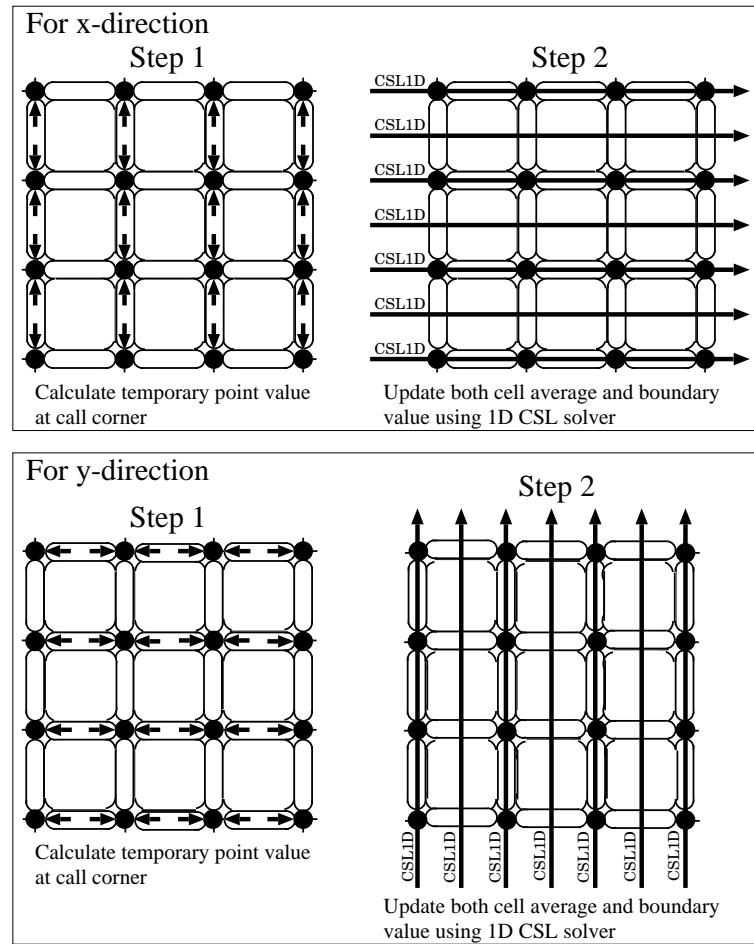 For x-direction
Step 1
Step 2
CSL1D
CSL1D
CSL1D
CSL1D
CSL1D
CSL1D
CSL1D
Calculate temporary point value
at call corner
Update both cell average and boundary
value using 1D CSL solver
For y-direction
Step 1
Step 2
Calculate temporary point value
at call corner
CSL1D
CSL1D
CSL1D
CSL1D
CSL1D
CSL1D
CSL1D
Update both cell average and boundary
value using 1D CSL solver